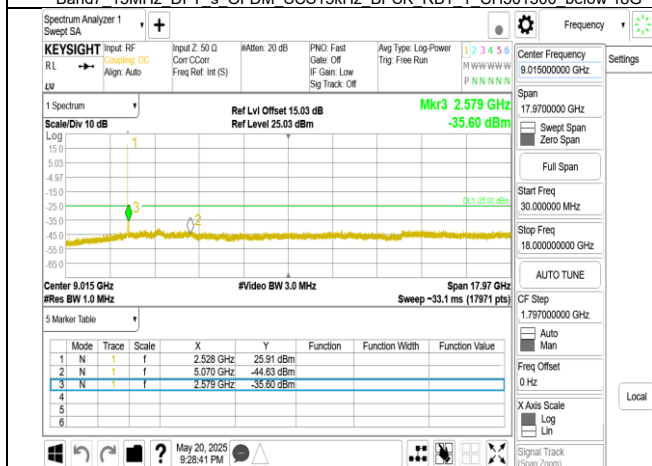 Band7_15MHz_DFT_s_OFDM_SCS15kHz_BPSK_RB1_1_CH501500_below 18G
Spectrum Analyzer 1
Swept SA
Frequency
Settings
KEYSIGHT
Input: RF
Input Z: 50 Ω
#Atten: 20 dB
PNO: Fast
Avg Type: Log-Power
1 2 3 4 5 6
RL
Coupling: DC
Corr CCorr
Gate: Off
Trig: Free Run
M W W W W W
Align: Auto
Freq Ref: Int (S)
IF Gain: Low
Sig Track: Off
P N N N N N
LXI
Center Frequency
9.015000000 GHz
Span
17.9700000 GHz
Swept Span
Zero Span
Full Span
Start Freq
30.000000 MHz
Stop Freq
18.000000000 GHz
AUTO TUNE
CF Step
1.797000000 GHz
Auto
Man
Freq Offset
0 Hz
X Axis Scale
Log
Lin
Signal Track
(Span Zoom)
Local
1 Spectrum
Scale/Div 10 dB
Ref Lvl Offset 15.03 dB
Ref Level 25.03 dBm
Mkr3 2.579 GHz
-35.60 dBm
Log
15.0
5.03
-4.97
-15.0
-25.0
-35.0
-45.0
-55.0
-65.0
1
3
2
DL1 -25.00 dBm
Center 9.015 GHz
#Video BW 3.0 MHz
Span 17.97 GHz
#Res BW 1.0 MHz
Sweep ~33.1 ms (17971 pts)
5 Marker Table
Mode Trace Scale X Y Function Function Width Function Value
1 N 1 f 2.528 GHz 25.91 dBm
2 N 1 f 5.070 GHz -44.63 dBm
3 N 1 f 2.579 GHz -35.60 dBm
4
5
6
May 20, 2025
9:28:41 PM